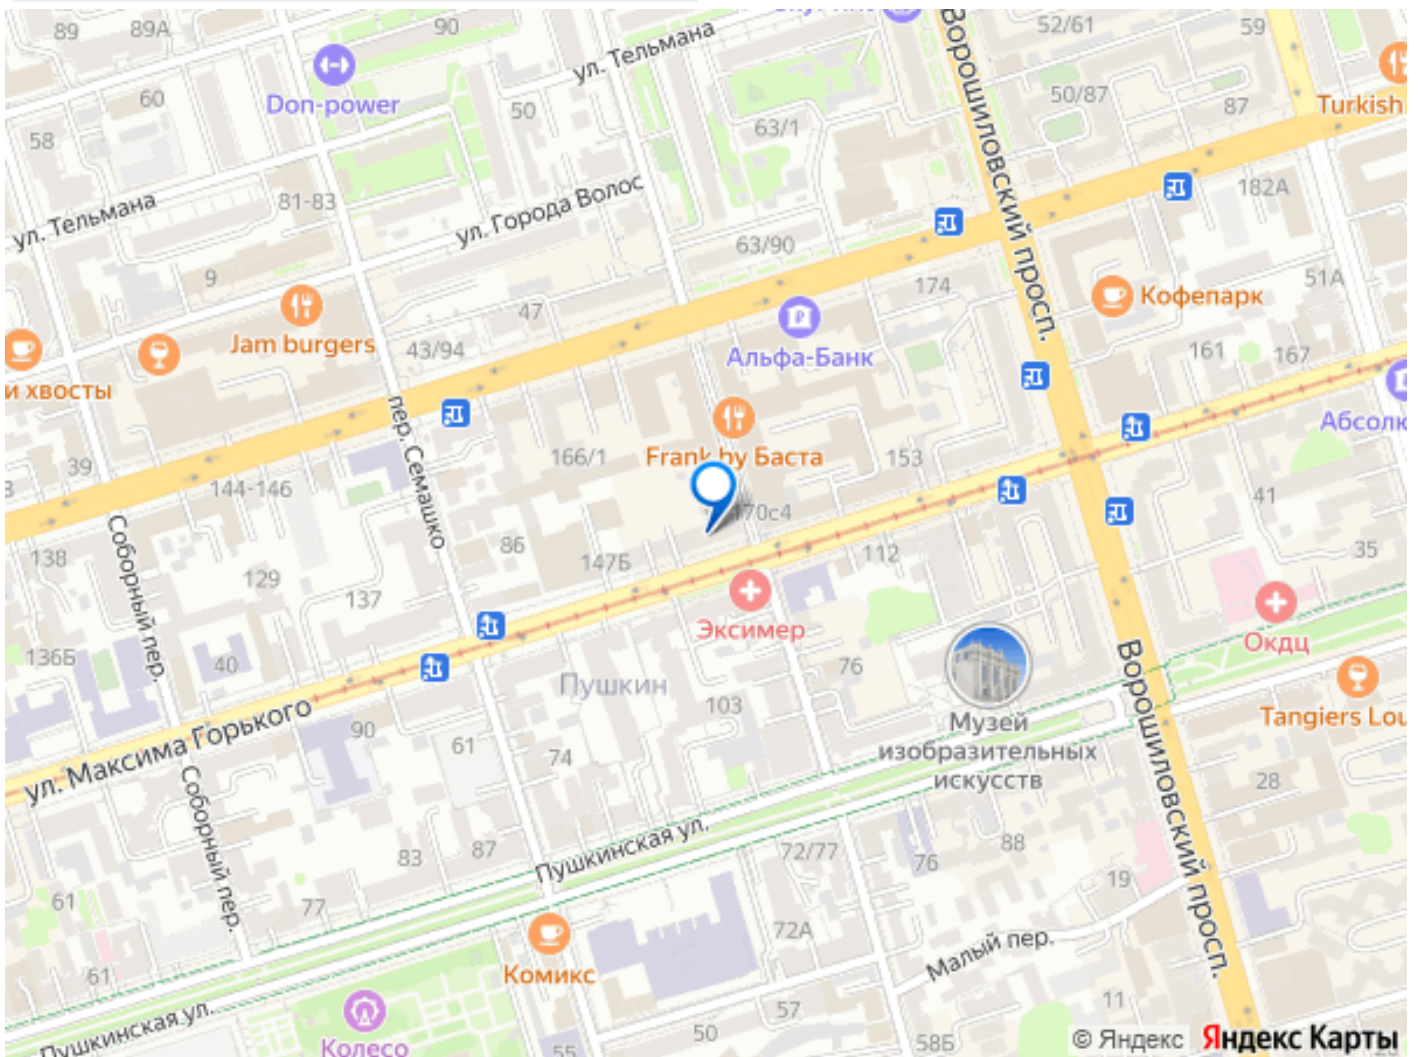 89
89А
90
52/61
59
ул. Тельмана
Ворошиловский просп.
Don-power
60
50
50/87
87
Turkish
58
63/1
81-83
182А
ул. Тельмана
ул. Города Волос
63/90
9
174
51А
Кофепарк
47
Jam burgers
43/94
Альфа-Банк
161
167
и хвосты
пер. Семашко
Абсолю
39
166/1
Frank by Баста
153
144-146
41
170с4
Соборный пер.
138
86
147Б
112
35
129
137
Эксимер
Окдц
136Б
40
76
Пушкин
Ворошиловский просп.
103
Tangiers Lou
ул. Максима Горького
90
61
74
Музей
изобразительных
искусств
28
Соборный пер.
Пушкинская ул.
83
87
72/77
76
88
19
61
77
72А
Малый пер.
61
Комикс
11
Пушкинская ул.
57
50
58Б
55
Колесо
© Яндекс Яндекс Карты